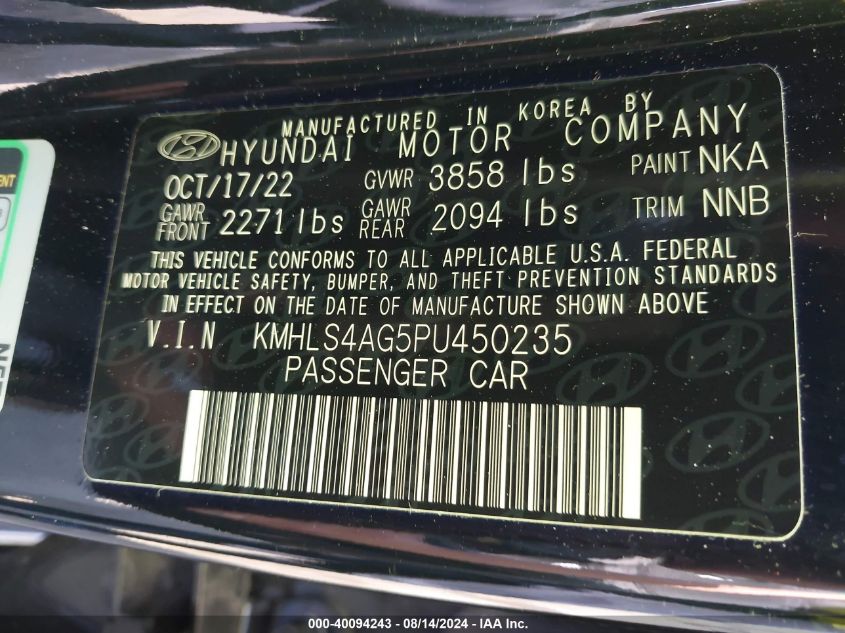 MANUFACTURED IN KOREA BY
HYUNDAI MOTOR COMPANY
OCT/17/22 GVWR 3858 lbs PAINT NKA
GAWR FRONT 2271 lbs GAWR REAR 2094 lbs TRIM NNB
THIS VEHICLE CONFORMS TO ALL APPLICABLE U.S.A. FEDERAL
MOTOR VEHICLE SAFETY, BUMPER, AND THEFT PREVENTION STANDARDS
IN EFFECT ON THE DATE OF MANUFACTURE SHOWN ABOVE
V.I.N KMHLS4AG5PU450235
PASSENGER CAR
000-40094243 - 08/14/2024 - IAA Inc.